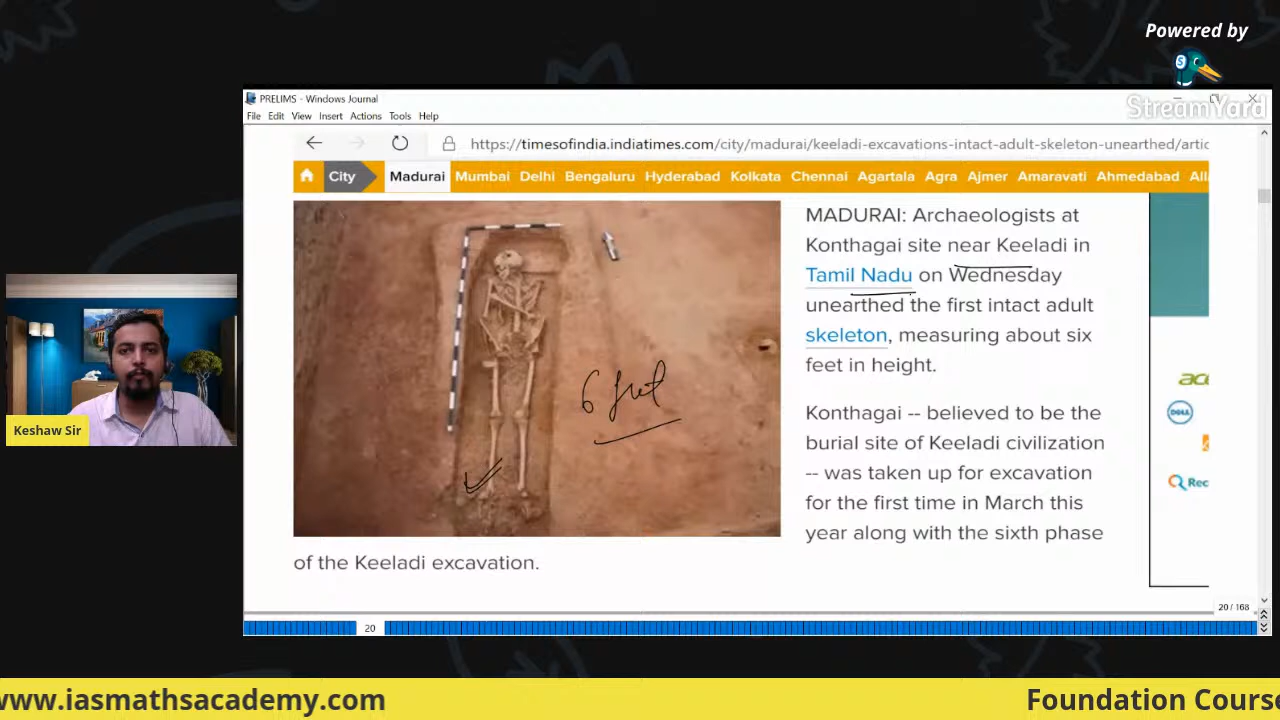 Powered by
StreamYard
PRELIMS - Windows Journal
File Edit View Insert Actions Tools Help
https://timesofindia.indiatimes.com/city/madurai/keeladi-excavations-intact-adult-skeleton-unearthed/artic
City Madurai Mumbai Delhi Bengaluru Hyderabad Kolkata Chennai Agartala Agra Ajmer Amaravati Ahmedabad All
MADURAI: Archaeologists at
Konthagai site near Keeladi in
Tamil Nadu on Wednesday
unearthed the first intact adult
skeleton, measuring about six
feet in height.
6 feet
Konthagai -- believed to be the
burial site of Keeladi civilization
-- was taken up for excavation
for the first time in March this
year along with the sixth phase
of the Keeladi excavation.
acc
DELL
Rec
20 / 168
20
Keshaw Sir
www.iasmathsacademy.com
Foundation Course